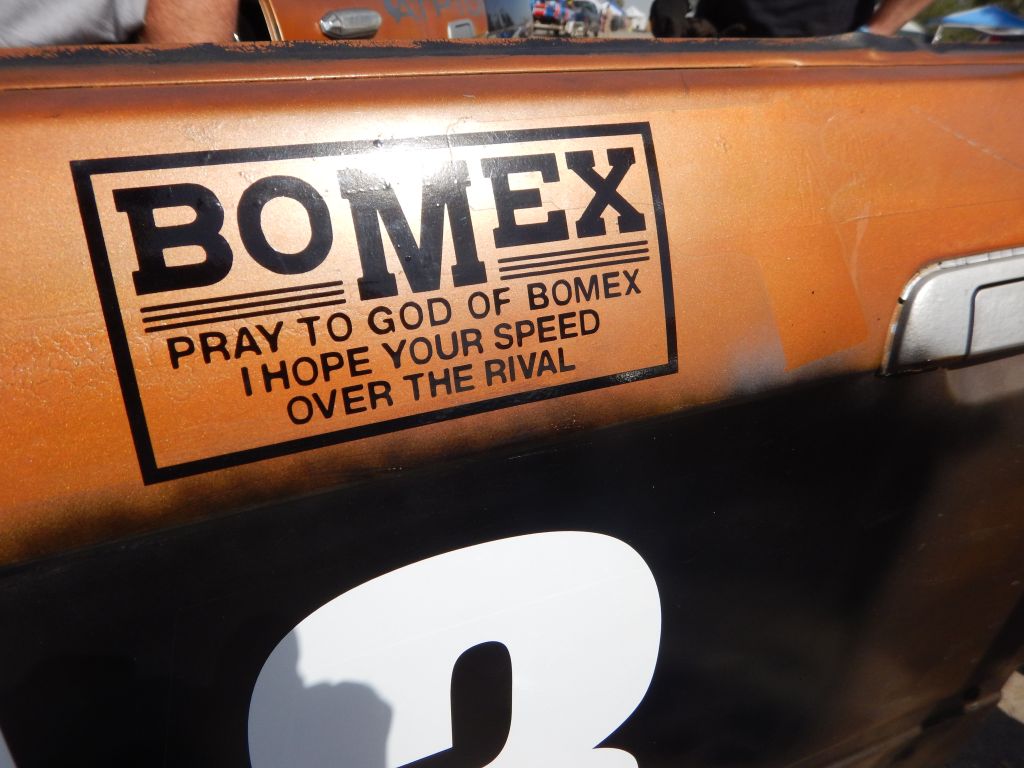 BOMEX
PRAY TO GOD OF BOMEX
I HOPE YOUR SPEED
OVER THE RIVAL